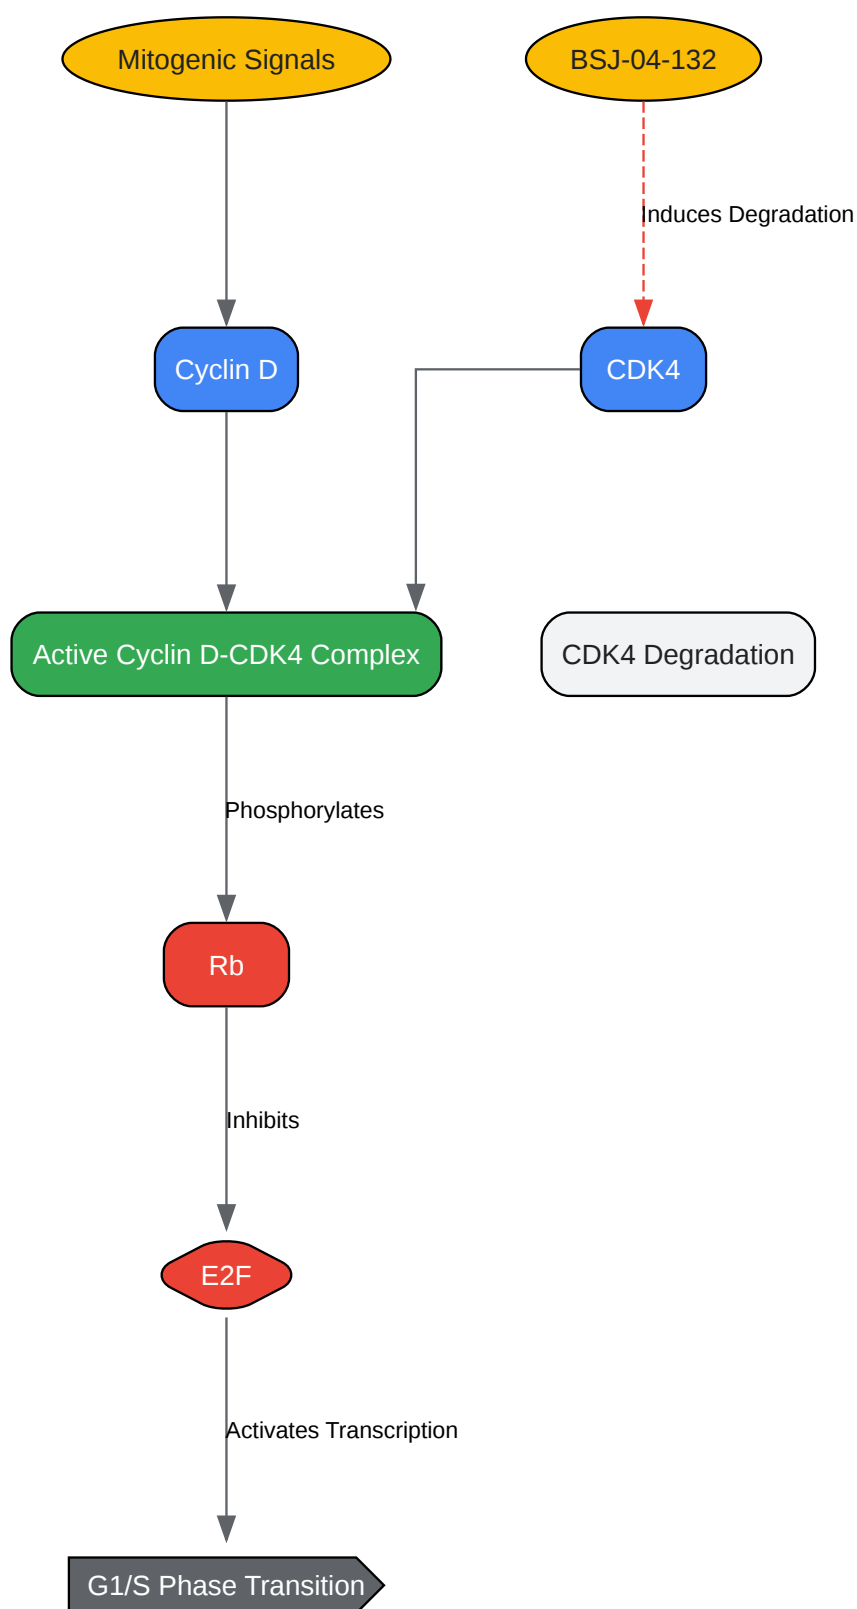 Mitogenic Signals
BSJ-04-132
Induces Degradation
Cyclin D
CDK4
Active Cyclin D-CDK4 Complex
CDK4 Degradation
Phosphorylates
Rb
Inhibits
E2F
Activates Transcription
G1/S Phase Transition